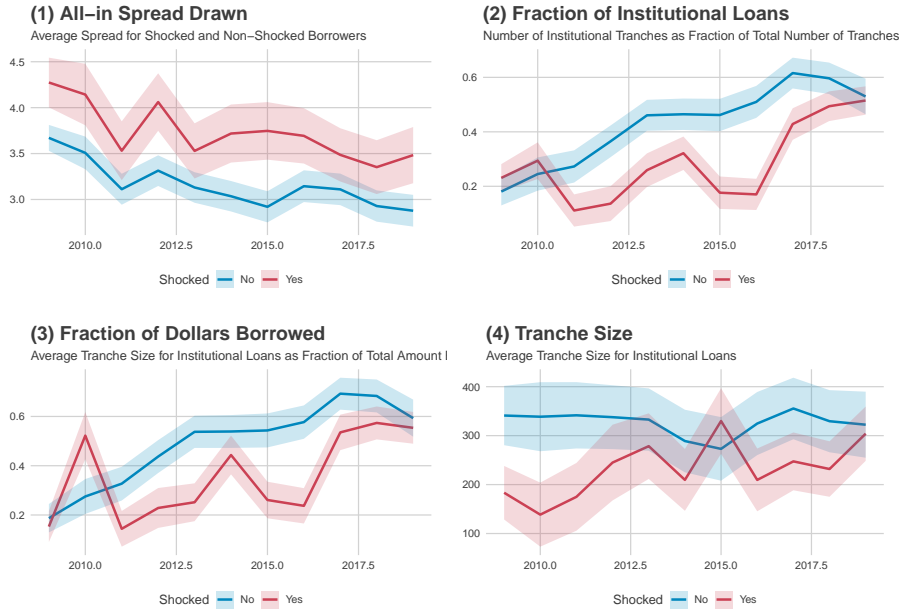 (1) All−in Spread Drawn
Average Spread for Shocked and Non−Shocked Borrowers
4.5
4.0
3.5
3.0
2010.0 2012.5 2015.0 2017.5
Shocked No Yes
(2) Fraction of Institutional Loans
Number of Institutional Tranches as Fraction of Total Number of Tranches
0.6
0.4
0.2
2010.0 2012.5 2015.0 2017.5
Shocked No Yes
(3) Fraction of Dollars Borrowed
Average Tranche Size for Institutional Loans as Fraction of Total Amount
0.6
0.4
0.2
2010.0 2012.5 2015.0 2017.5
Shocked No Yes
(4) Tranche Size
Average Tranche Size for Institutional Loans
400
300
200
100
2010.0 2012.5 2015.0 2017.5
Shocked No Yes